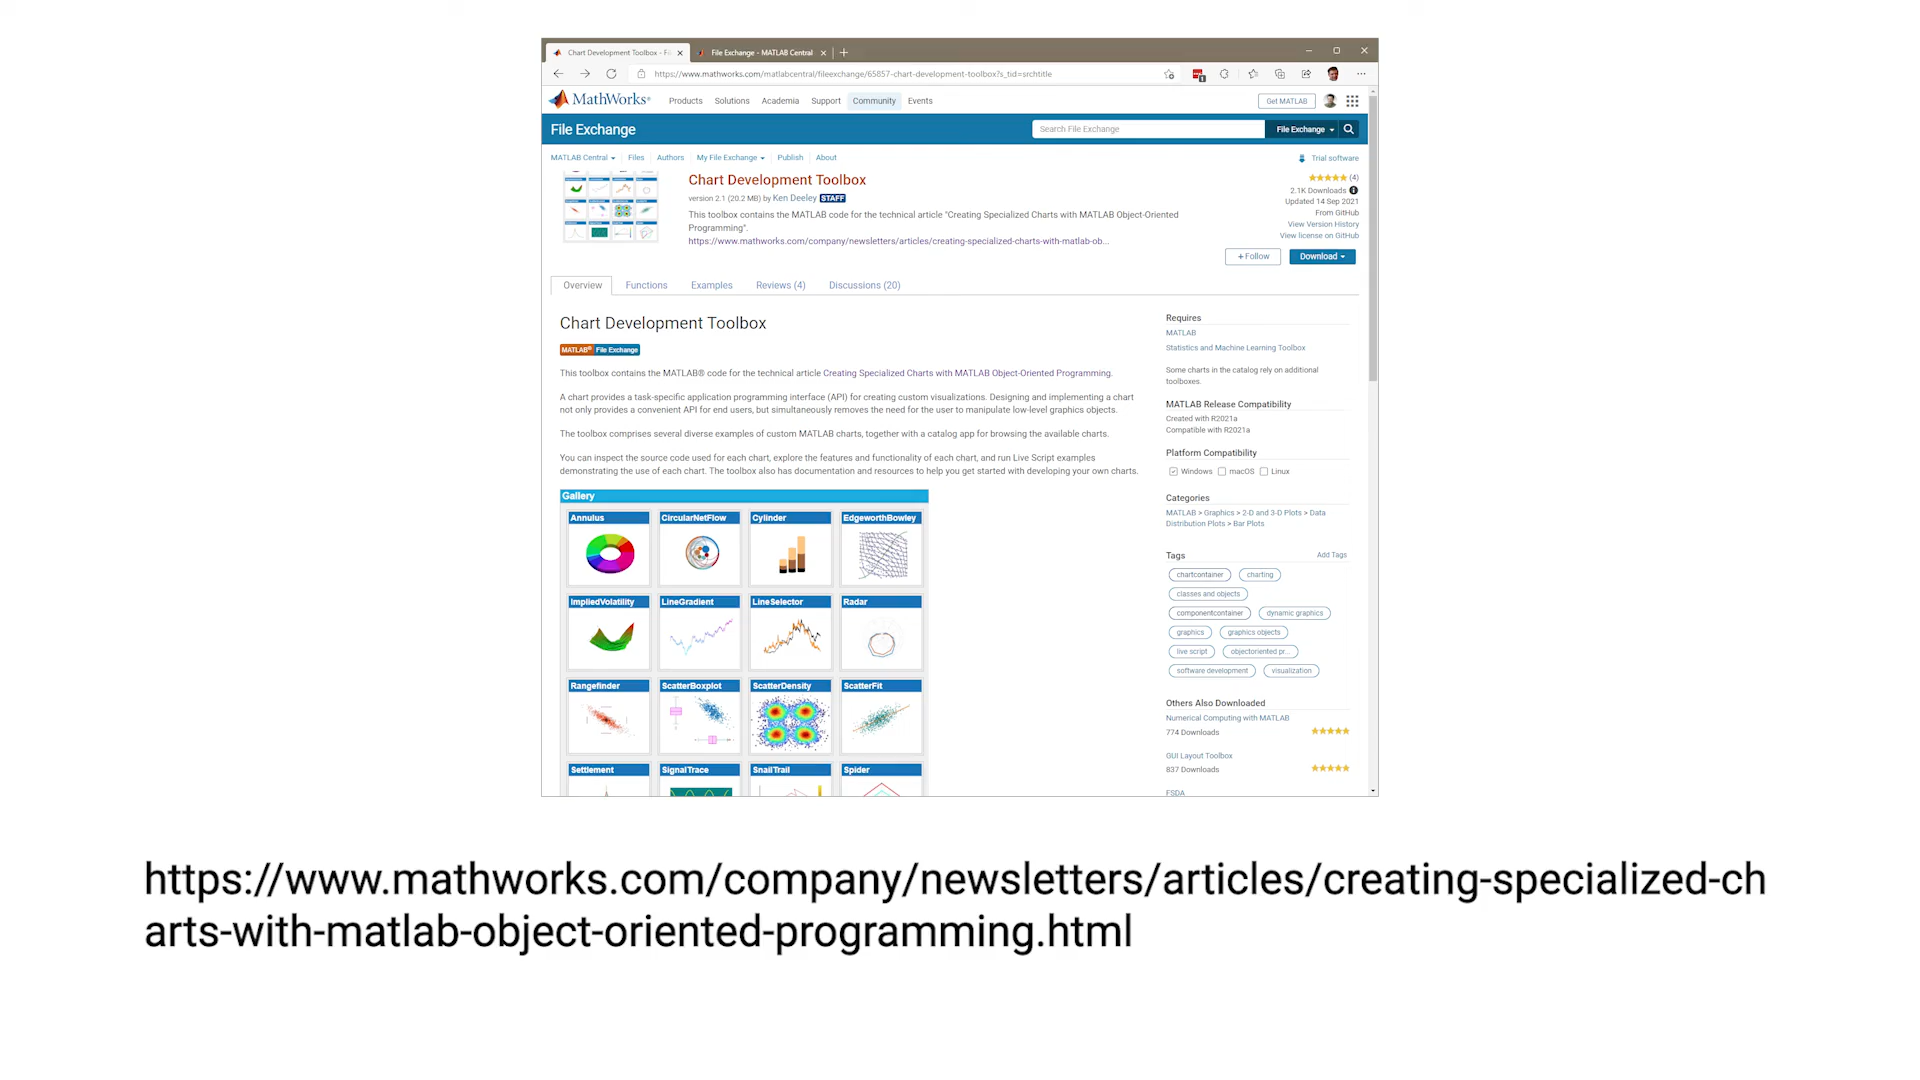 Chart Development Toolbox - Fi
File Exchange - MATLAB Central
https://www.mathworks.com/matlabcentral/fileexchange/65857-chart-development-toolbox?s_tid=srchtitle
MathWorks®
Products Solutions Academia Support Community Events
Get MATLAB
File Exchange
Search File Exchange
File Exchange
MATLAB Central Files Authors My File Exchange Publish About
Trial software
Chart Development Toolbox
version 2.1 (20.2 MB) by Ken Deeley STAFF
This toolbox contains the MATLAB code for the technical article "Creating Specialized Charts with MATLAB Object-Oriented
Programming".
https://www.mathworks.com/company/newsletters/articles/creating-specialized-charts-with-matlab-ob...
(4)
2.1K Downloads
Updated 14 Sep 2021
From GitHub
View Version History
View license on GitHub
+ Follow
Download
Overview Functions Examples Reviews (4) Discussions (20)
Chart Development Toolbox
MATLAB® File Exchange
This toolbox contains the MATLAB® code for the technical article Creating Specialized Charts with MATLAB Object-Oriented Programming.
A chart provides a task-specific application programming interface (API) for creating custom visualizations. Designing and implementing a chart
not only provides a convenient API for end users, but simultaneously removes the need for the user to manipulate low-level graphics objects.
The toolbox comprises several diverse examples of custom MATLAB charts, together with a catalog app for browsing the available charts.
You can inspect the source code used for each chart, explore the features and functionality of each chart, and run Live Script examples
demonstrating the use of each chart. The toolbox also has documentation and resources to help you get started with developing your own charts.
Gallery
Annulus CircularNetFlow Cylinder EdgeworthBowley
ImpliedVolatility LineGradient LineSelector Radar
Rangefinder ScatterBoxplot ScatterDensity ScatterFit
Settlement SignalTrace SnailTrail Spider
Requires
MATLAB
Statistics and Machine Learning Toolbox
Some charts in the catalog rely on additional
toolboxes.
MATLAB Release Compatibility
Created with R2021a
Compatible with R2021a
Platform Compatibility
Windows macOS Linux
Categories
MATLAB > Graphics > 2-D and 3-D Plots > Data
Distribution Plots > Bar Plots
Tags
Add Tags
chartcontainer charting
classes and objects
componentcontainer dynamic graphics
graphics graphics objects
live script objectoriented pr...
software development visualization
Others Also Downloaded
Numerical Computing with MATLAB
774 Downloads
GUI Layout Toolbox
837 Downloads
FSDA
https://www.mathworks.com/company/newsletters/articles/creating-specialized-ch
arts-with-matlab-object-oriented-programming.html